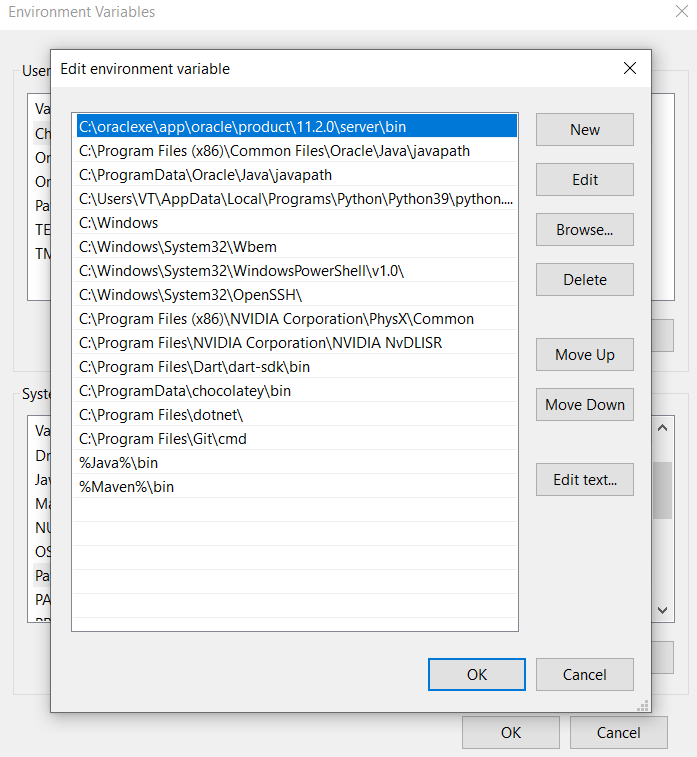 Environment Variables
Edit environment variable
User
Va
Ch
Or
Or
Pa
TE
TM
C:\oraclexe\app\oracle\product\11.2.0\server\bin
C:\Program Files (x86)\Common Files\Oracle\Java\javapath
C:\ProgramData\Oracle\Java\javapath
C:\Users\VT\AppData\Local\Programs\Python\Python39\python....
C:\Windows
C:\Windows\System32\Wbem
C:\Windows\System32\WindowsPowerShell\v1.0\
C:\Windows\System32\OpenSSH\
C:\Program Files (x86)\NVIDIA Corporation\PhysX\Common
C:\Program Files\NVIDIA Corporation\NVIDIA NvDLISR
C:\Program Files\Dart\dart-sdk\bin
C:\ProgramData\chocolatey\bin
C:\Program Files\dotnet\
C:\Program Files\Git\cmd
%Java%\bin
%Maven%\bin
New
Edit
Browse...
Delete
Move Up
Move Down
Edit text...
Syste
Va
Dr
Jav
Ma
NU
OS
Pa
PA
OK
Cancel
OK
Cancel